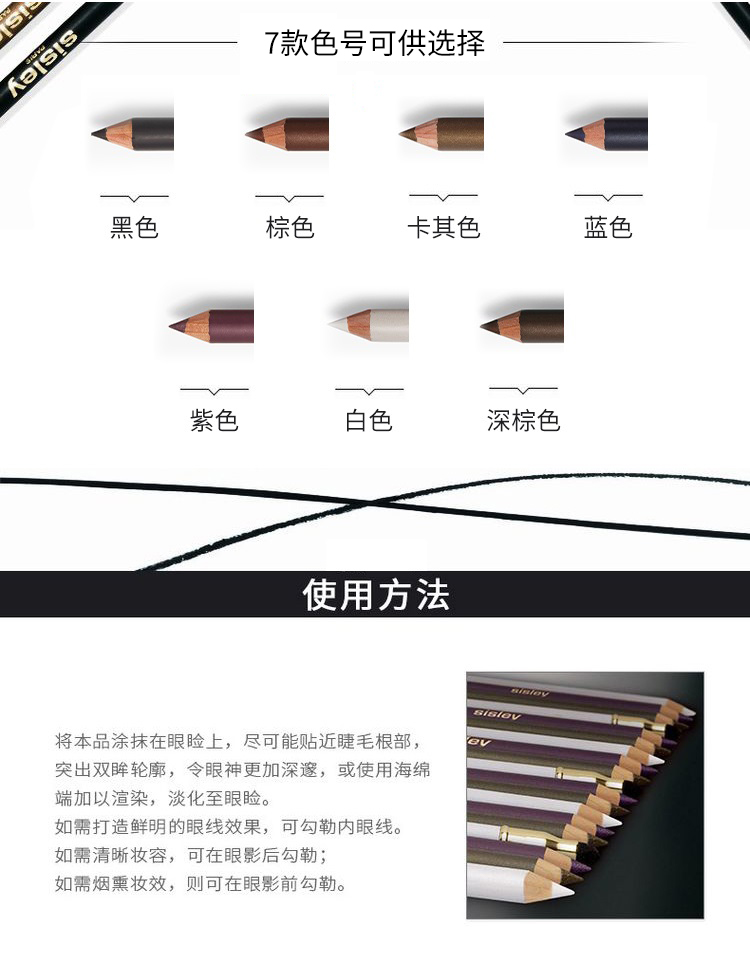 sisley
PARIS
sisley
PARIS
7款色号可供选择
黑色
棕色
卡其色
蓝色
紫色
白色
深棕色
使用方法
将本品涂抹在眼睑上，尽可能贴近睫毛根部，
突出双眸轮廓，令眼神更加深邃，或使用海绵
端加以渲染，淡化至眼睑。
如需打造鲜明的眼线效果，可勾勒内眼线。
如需清晰妆容，可在眼影后勾勒；
如需烟熏妆效，则可在眼影前勾勒。
sisley
sisley
ey